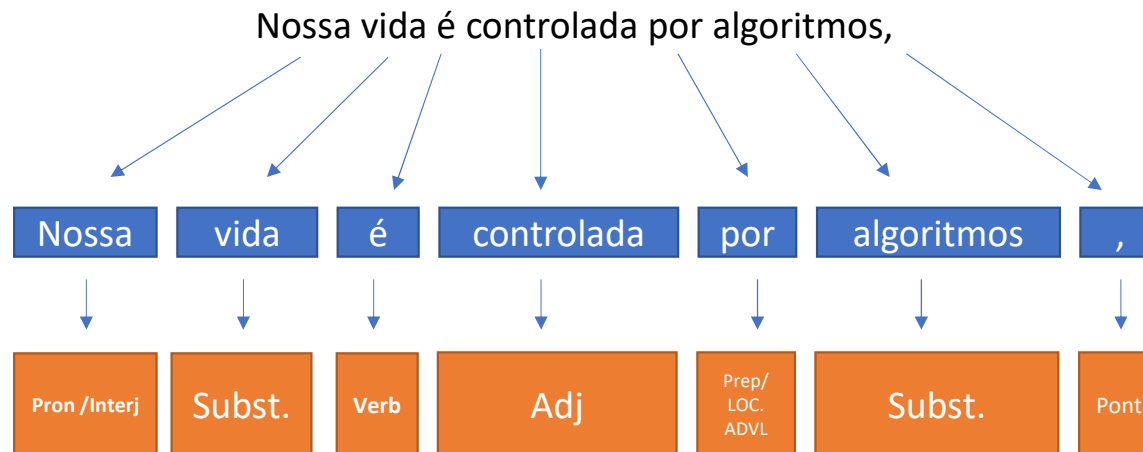 Nossa vida é controlada por algoritmos,
Nossa vida é controlada por algoritmos ,
Pron /Interj Subst. Verb Adj Prep/ Subst. Pont
LOC.
ADVL